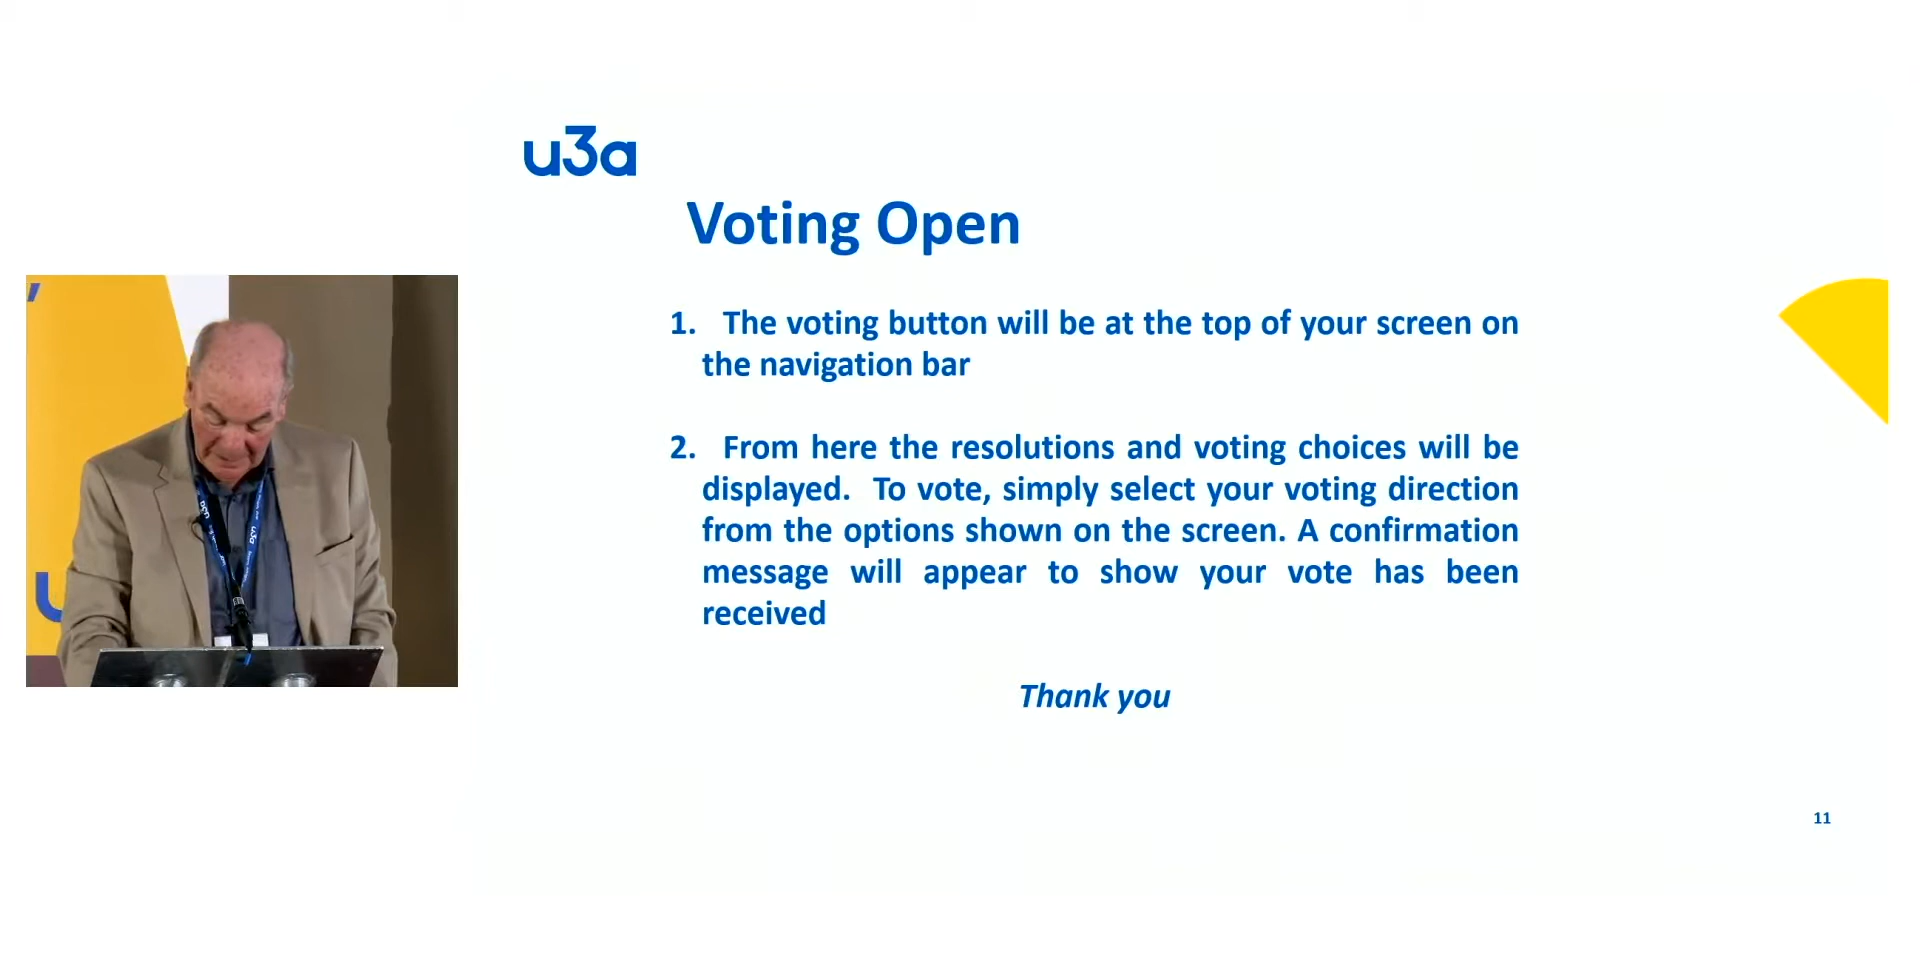 u3a
Voting Open
1. The voting button will be at the top of your screen on
the navigation bar
2. From here the resolutions and voting choices will be
displayed. To vote, simply select your voting direction
from the options shown on the screen. A confirmation
message will appear to show your vote has been
received
Thank you
11
u3a
u3a